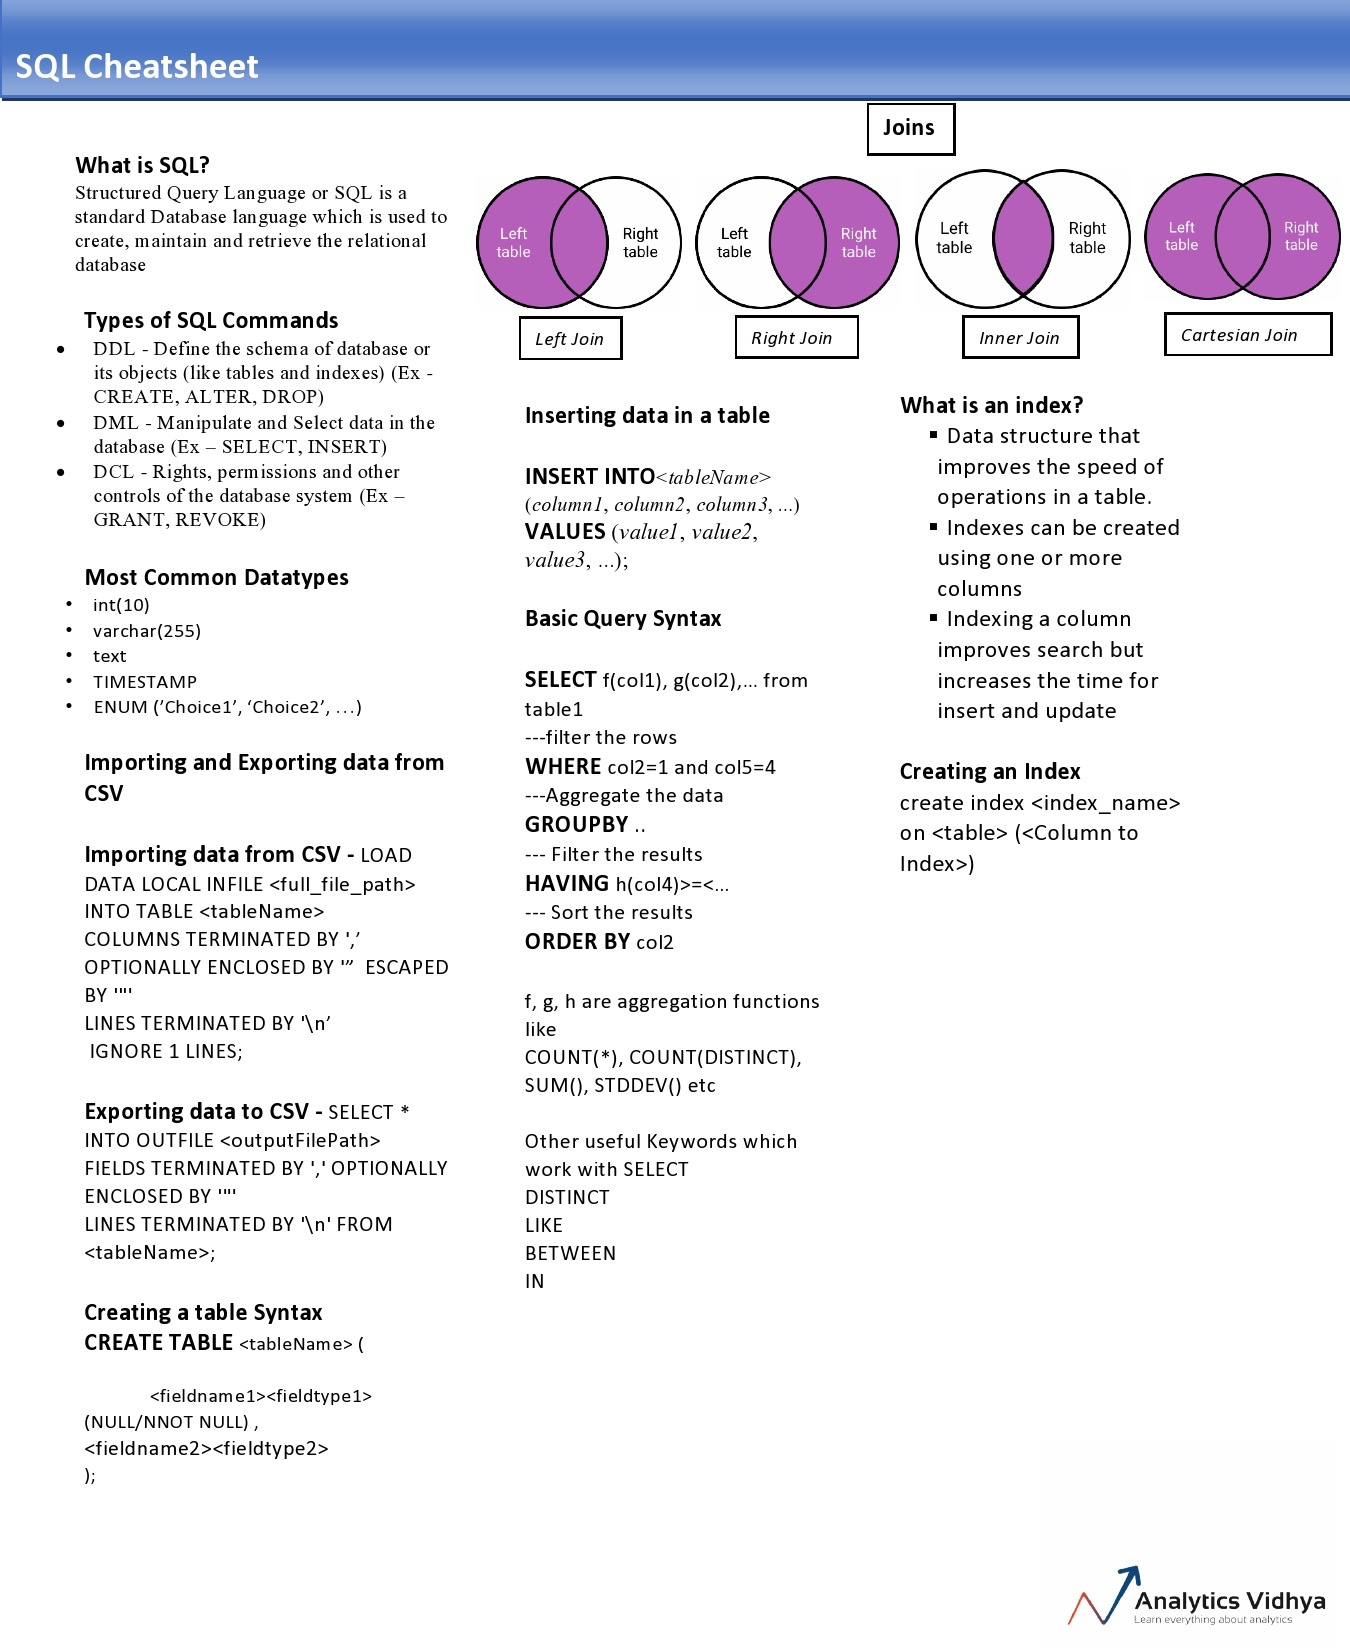 SQL Cheatsheet
What is SQL?
Structured Query Language or SQL is a
standard Database language which is used to
create, maintain and retrieve the relational
database
Types of SQL Commands
• DDL - Define the schema of database or
its objects (like tables and indexes) (Ex -
CREATE, ALTER, DROP)
• DML - Manipulate and Select data in the
database (Ex – SELECT, INSERT)
• DCL - Rights, permissions and other
controls of the database system (Ex –
GRANT, REVOKE)
Most Common Datatypes
• int(10)
• varchar(255)
• text
• TIMESTAMP
• ENUM (’Choice1’, ‘Choice2’, …)
Importing and Exporting data from
CSV
Importing data from CSV - LOAD
DATA LOCAL INFILE <full_file_path>
INTO TABLE <tableName>
COLUMNS TERMINATED BY ',’
OPTIONALLY ENCLOSED BY '”  ESCAPED
BY '"'
LINES TERMINATED BY '\n’
IGNORE 1 LINES;
Exporting data to CSV - SELECT *
INTO OUTFILE <outputFilePath>
FIELDS TERMINATED BY ',' OPTIONALLY
ENCLOSED BY '"'
LINES TERMINATED BY '\n' FROM
<tableName>;
Creating a table Syntax
CREATE TABLE <tableName> (
<fieldname1><fieldtype1>
(NULL/NNOT NULL) ,
<fieldname2><fieldtype2>
);
Joins
Left
table
Right
table
Left
table
Right
table
Left
table
Right
table
Left
table
Right
table
Left Join
Right Join
Inner Join
Cartesian Join
Inserting data in a table
INSERT INTO<tableName>
(column1, column2, column3, ...)
VALUES (value1, value2,
value3, ...);
Basic Query Syntax
SELECT f(col1), g(col2),... from
table1
---filter the rows
WHERE col2=1 and col5=4
---Aggregate the data
GROUPBY ..
--- Filter the results
HAVING h(col4)>=<...
--- Sort the results
ORDER BY col2
f, g, h are aggregation functions
like
COUNT(*), COUNT(DISTINCT),
SUM(), STDDEV() etc
Other useful Keywords which
work with SELECT
DISTINCT
LIKE
BETWEEN
IN
What is an index?
▪ Data structure that
improves the speed of
operations in a table.
▪ Indexes can be created
using one or more
columns
▪ Indexing a column
improves search but
increases the time for
insert and update
Creating an Index
create index <index_name>
on <table> (<Column to
Index>)
Analytics Vidhya
Learn everything about analytics